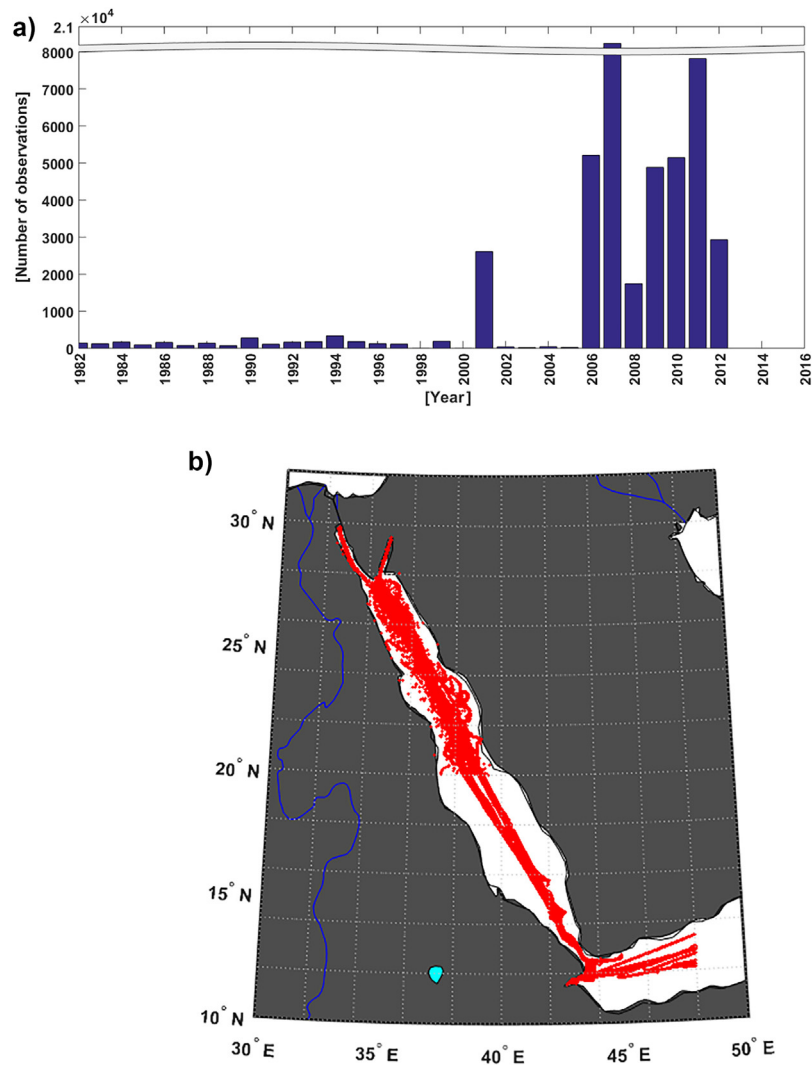 a)
2.1 ×10⁴
8000
7000
6000
5000
4000
3000
2000
1000
0
[Number of observations]
1982 1984 1986 1988 1990 1992 1994 1996 1998 2000 2002 2004 2006 2008 2010 2012 2014 2016
[Year]
b)
30° N
25° N
20° N
15° N
10° N
30° E 35° E 40° E 45° E 50° E